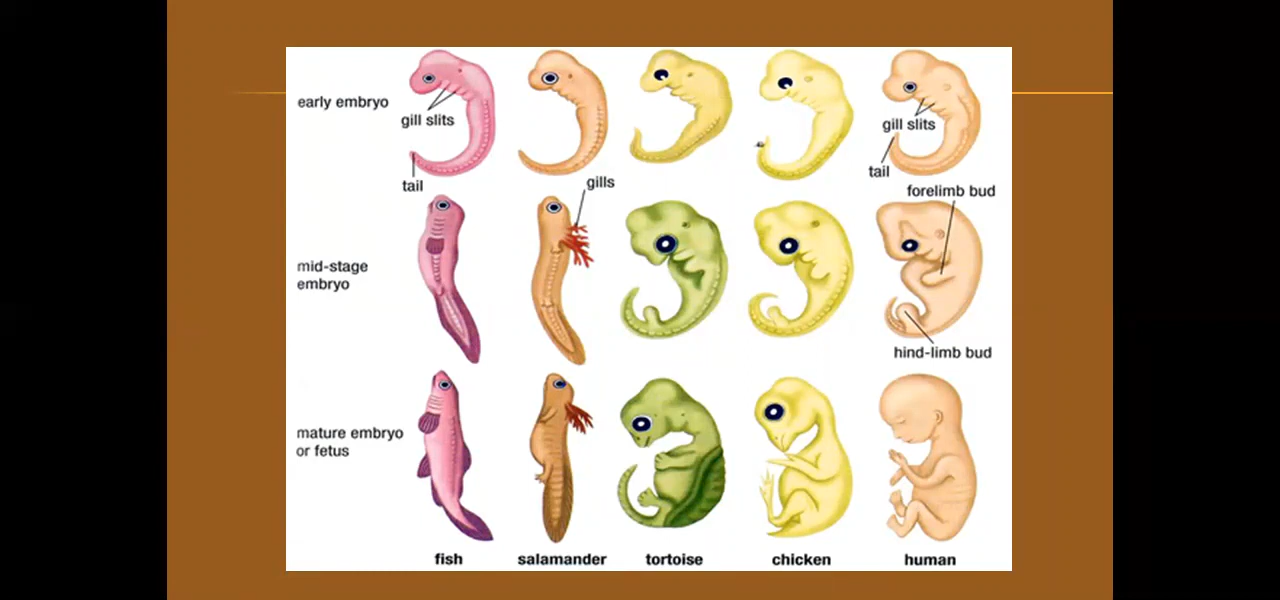 early embryo
gill slits
gill slits
tail
tail
gills
forelimb bud
mid-stage
embryo
hind-limb bud
mature embryo
or fetus
fish
salamander
tortoise
chicken
human